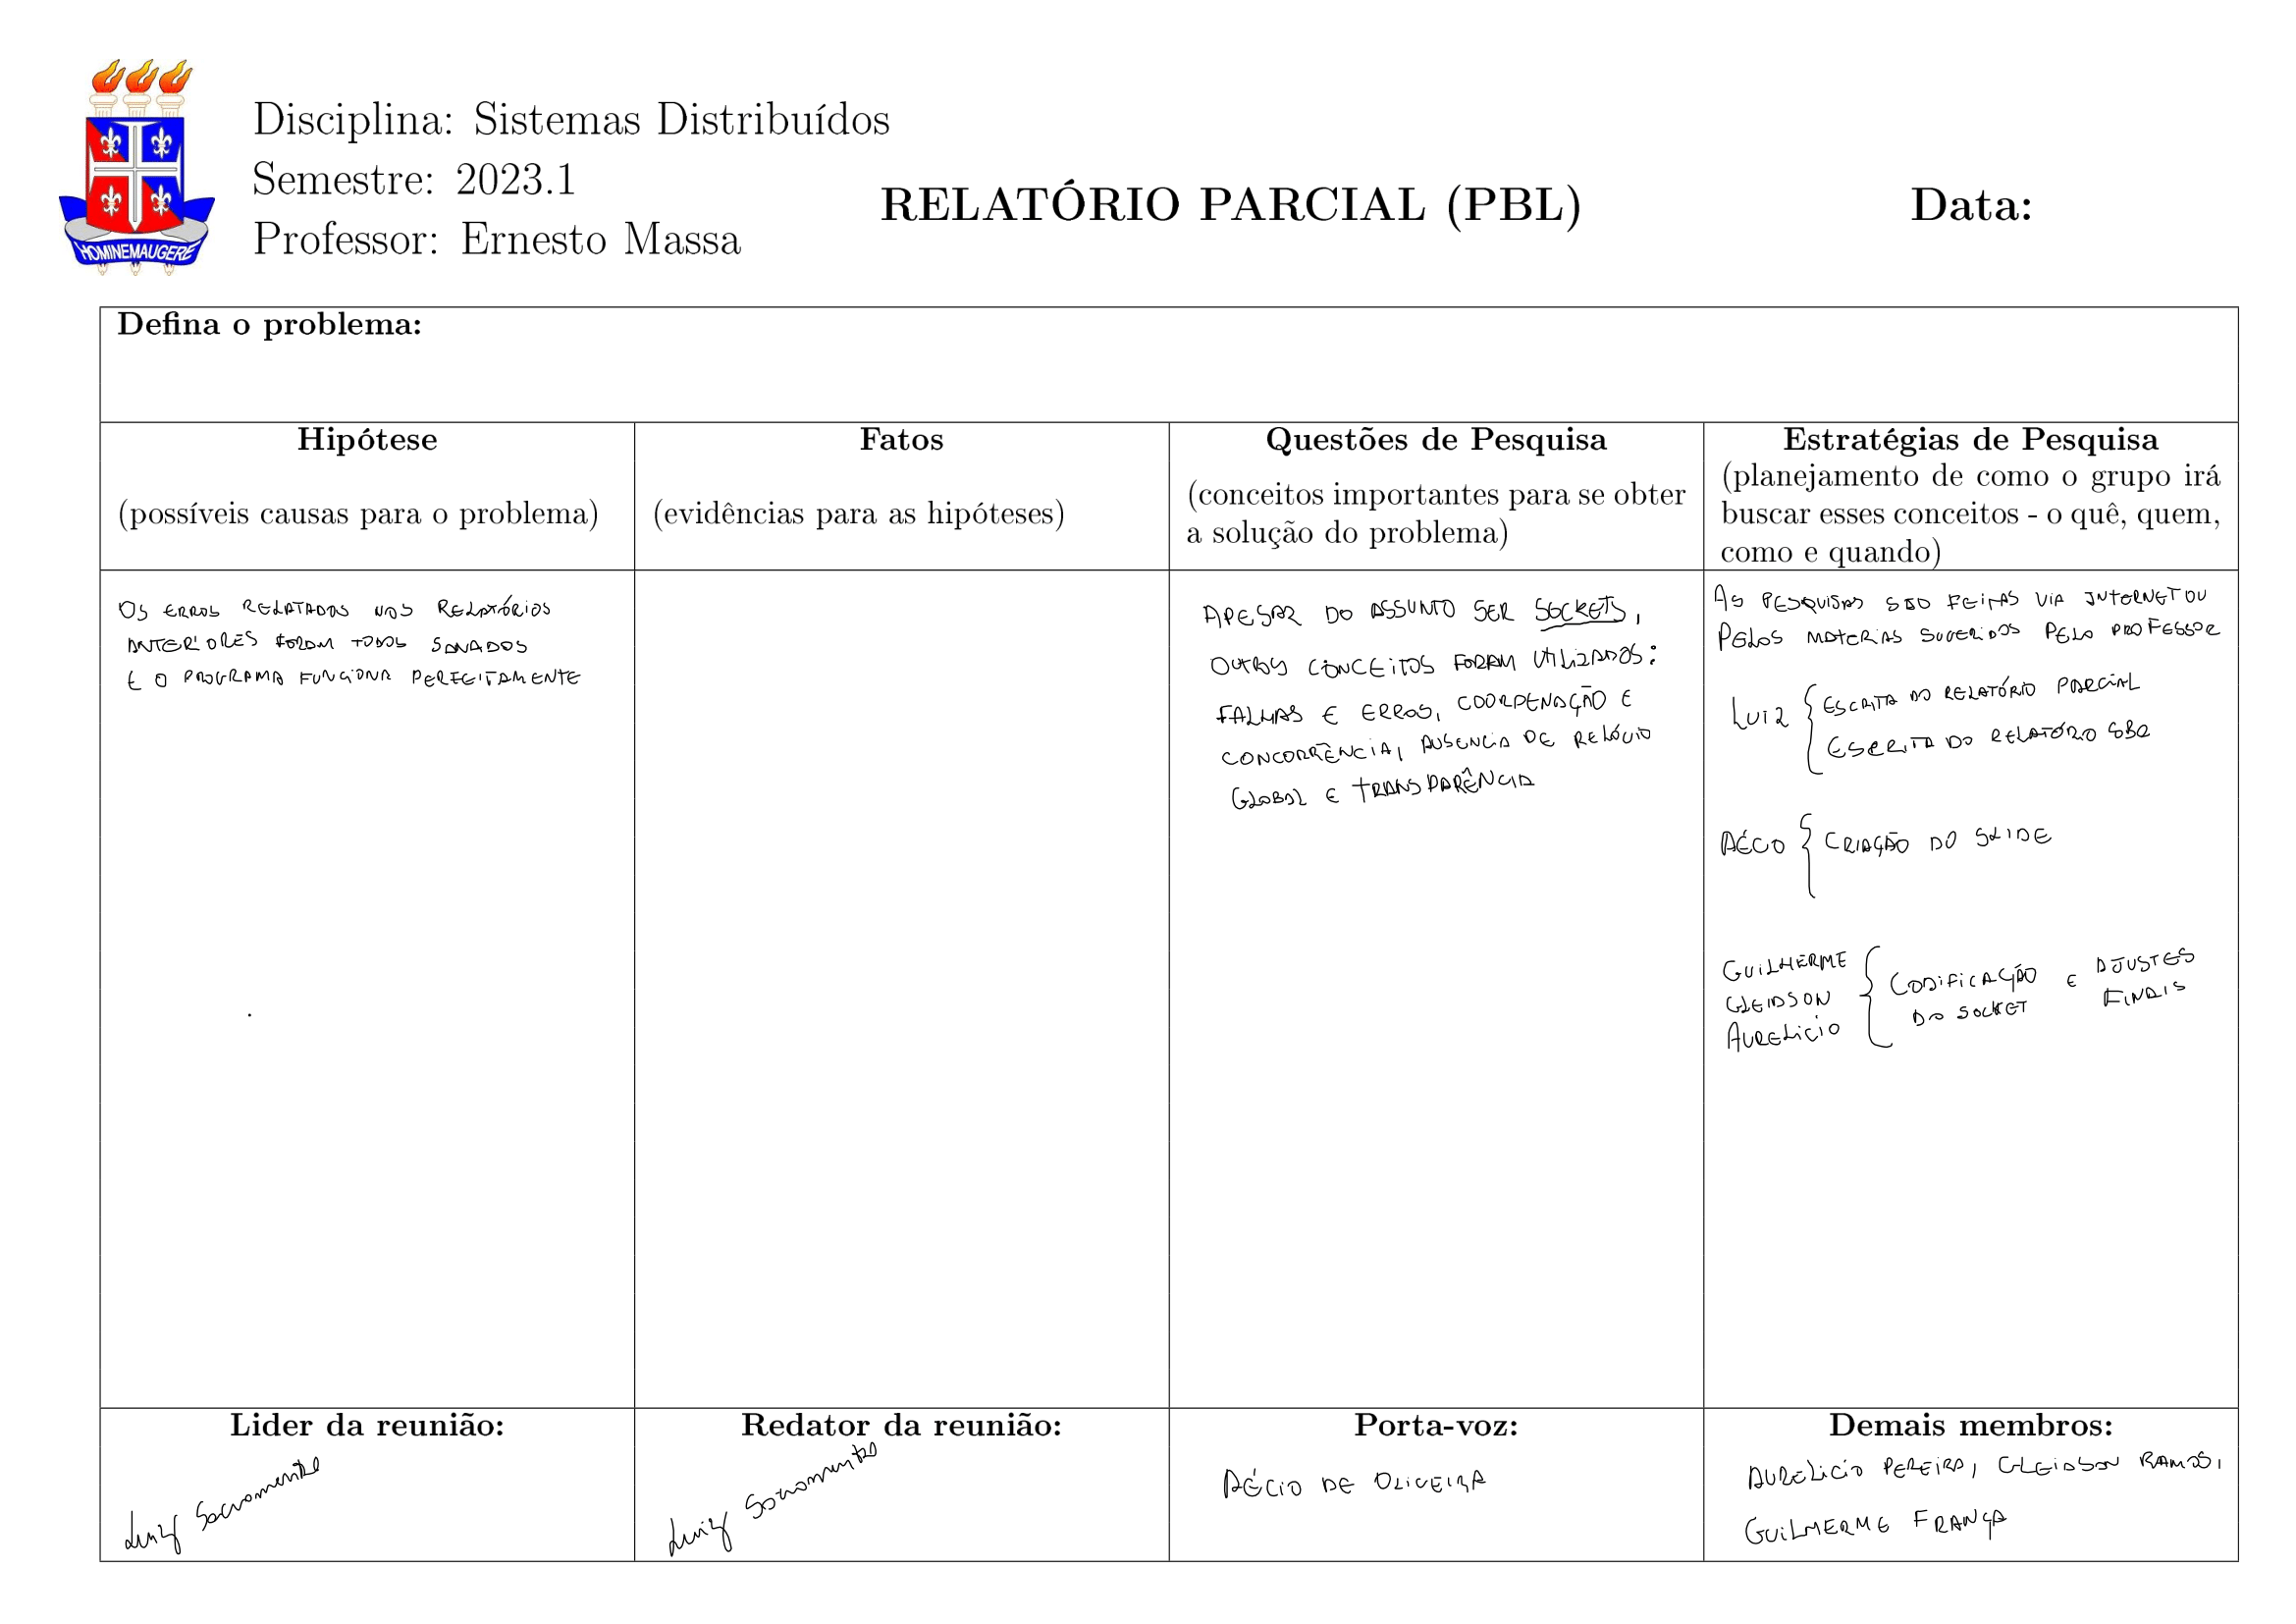 HOMINEMAUGERE
Disciplina: Sistemas Distribuídos
Semestre: 2023.1
Professor: Ernesto Massa
RELATÓRIO PARCIAL (PBL)
Data:
Defina o problema:
Hipótese
(possíveis causas para o problema)
Fatos
(evidências para as hipóteses)
Questões de Pesquisa
(conceitos importantes para se obter
a solução do problema)
Estratégias de Pesquisa
(planejamento de como o grupo irá
buscar esses conceitos - o quê, quem,
como e quando)
OS ERROS RELATADOS NOS RELATÓRIOS
ANTERIORES FORAM TODOS SANADOS
E O PROGRAMA FUNCIONA PERFEITAMENTE
APESAR DO ASSUNTO SER SOCKETS,
OUTROS CONCEITOS FORAM UTILIZADOS:
FALHAS E ERROS, COORDENAÇÃO E
CONCORRÊNCIA, AUSENCIA DE RELÓGIO
GLOBAL E TRANSPARÊNCIA
AS PESQUISAS SÃO FEITAS VIA INTERNET OU
PELOS MATERIAS SUGERIDOS PELO PROFESSOR
LUIZ { ESCRITA DO RELATÓRIO PARCIAL
ESCRITA DO RELATÓRIO SBC
AÉCIO { CRIAÇÃO DO SLIDE
GUILHERME
GLEIDSON
AURELICIO
{ CODIFICAÇÃO E AJUSTES
DO SOCKET FINAIS
Lider da reunião:
Luiz Sacramento
Redator da reunião:
Luiz Sacramento
Porta-voz:
AÉCIO DE OLIVEIRA
Demais membros:
AURELICIO PEREIRA, GLEIDSON RAMOS,
GUILHERME FRANÇA